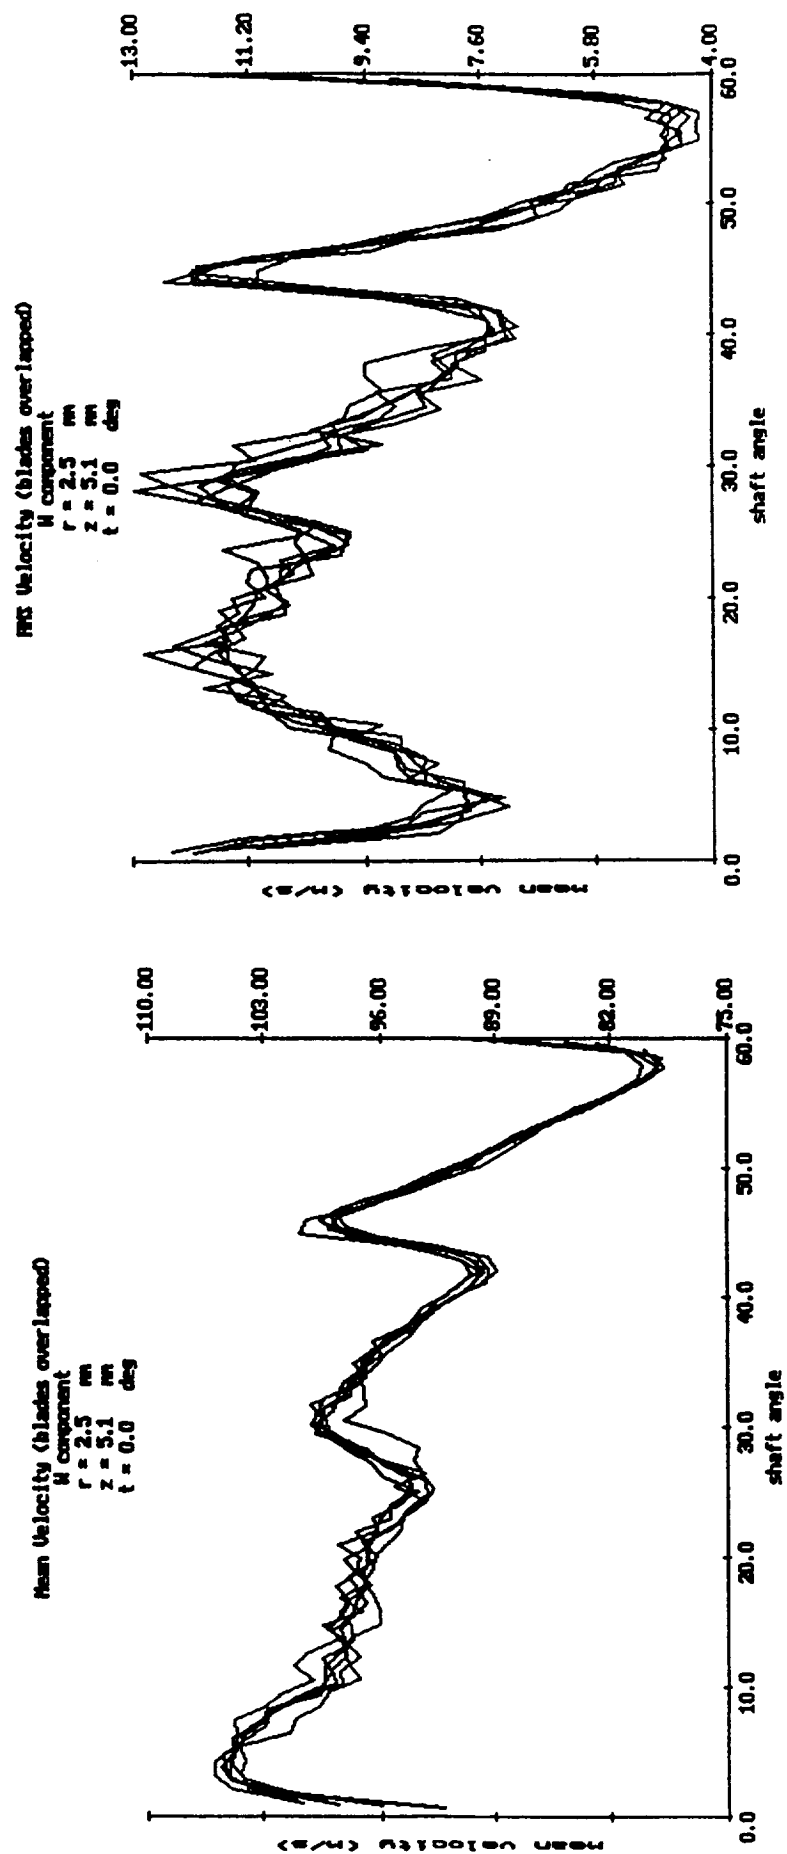 Mean Velocity (blades overlapped)
W component
r = 2.5 mm
z = 5.1 mm
t = 0.0 deg
110.00
103.00
96.00
89.00
82.00
75.00
mean velocity (m/s)
0.0 10.0 20.0 30.0 40.0 50.0 60.0
shaft angle
RMS Velocity (blades overlapped)
W component
r = 2.5 mm
z = 5.1 mm
t = 0.0 deg
13.00
11.20
9.40
7.60
5.80
4.00
mean velocity (m/s)
0.0 10.0 20.0 30.0 40.0 50.0 60.0
shaft angle